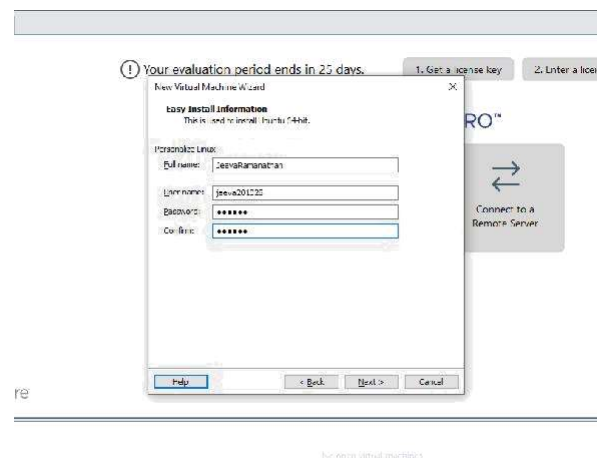 Your evaluation period ends in 25 days.
1. Get a license key
2. Enter a
New Virtual Machine Wizard
Easy Install Information
This is used to install Ubuntu 64-bit.
RO™
Personalize Linux
Full name: JeevaRamanathan
User name:
Password: ●●●●●●
Confirm: ●●●●●●
Connect to a
Remote Server
Help
< Back
Next >
Cancel
re